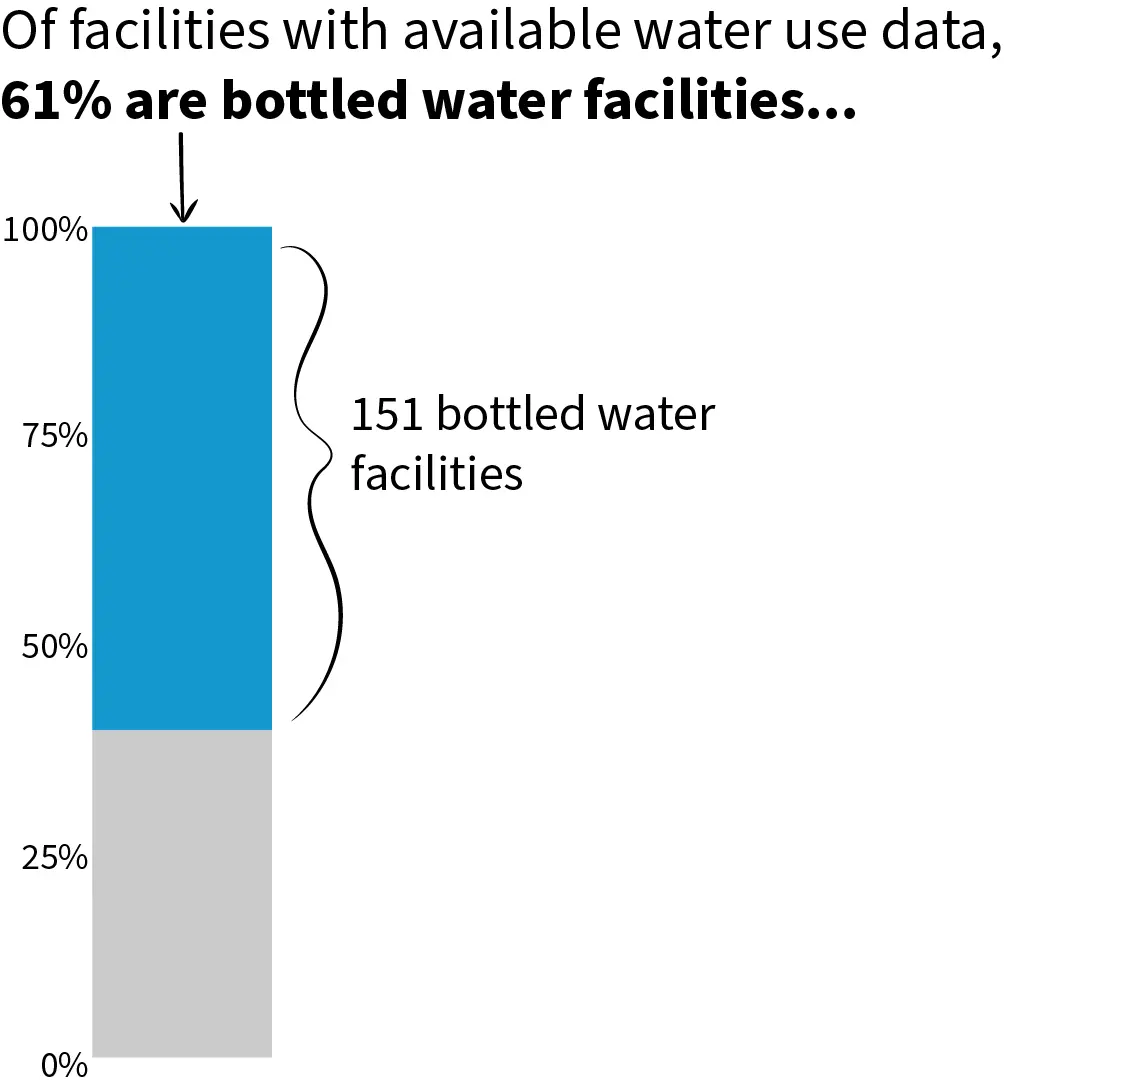 Of facilities with available water use data,
61% are bottled water facilities...
100%
151 bottled water
75%
facilities
50%
25%
0%